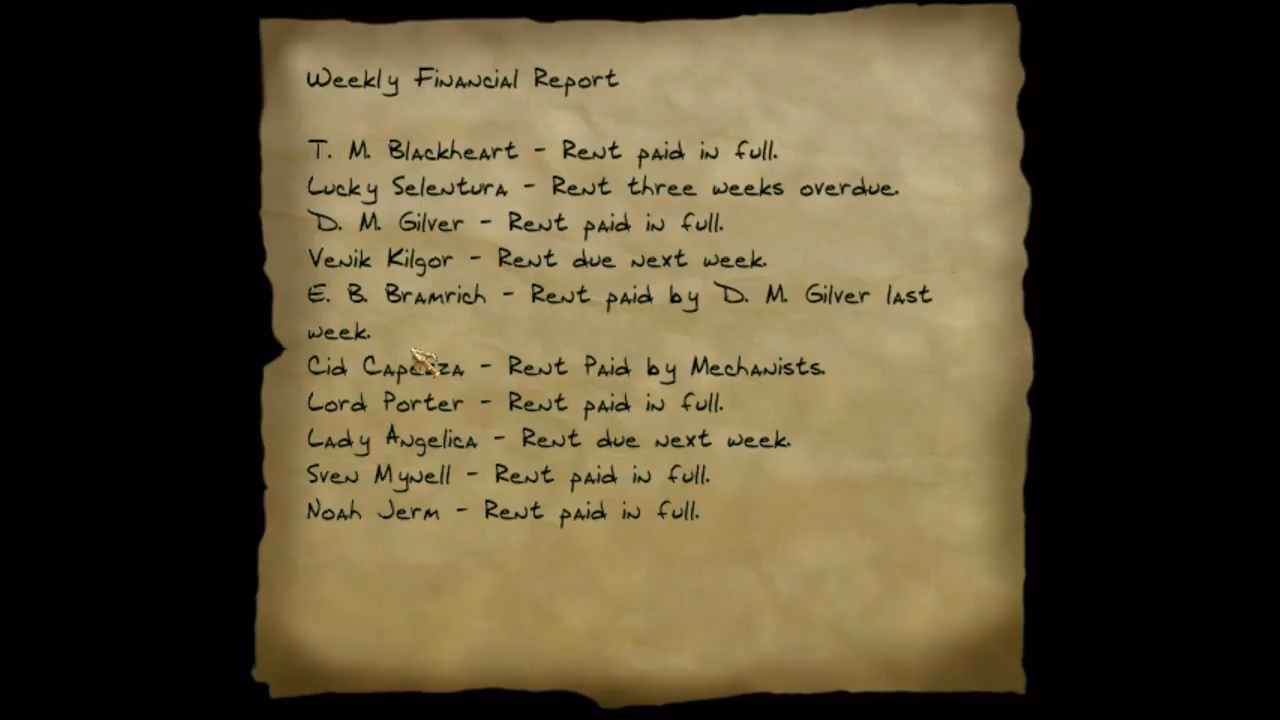 Weekly Financial Report
T. M. Blackheart - Rent paid in full.
Lucky Selentura - Rent three weeks overdue.
D. M. Gilver - Rent paid in full.
Venik Kilgor - Rent due next week.
E. B. Bramrich - Rent paid by D. M. Gilver last
week.
Cid - Rent Paid by Mechanists.
Lord Porter - Rent paid in full.
Lady Angelica - Rent due next week.
Sven Mynell - Rent paid in full.
Noah Jerm - Rent paid in full.